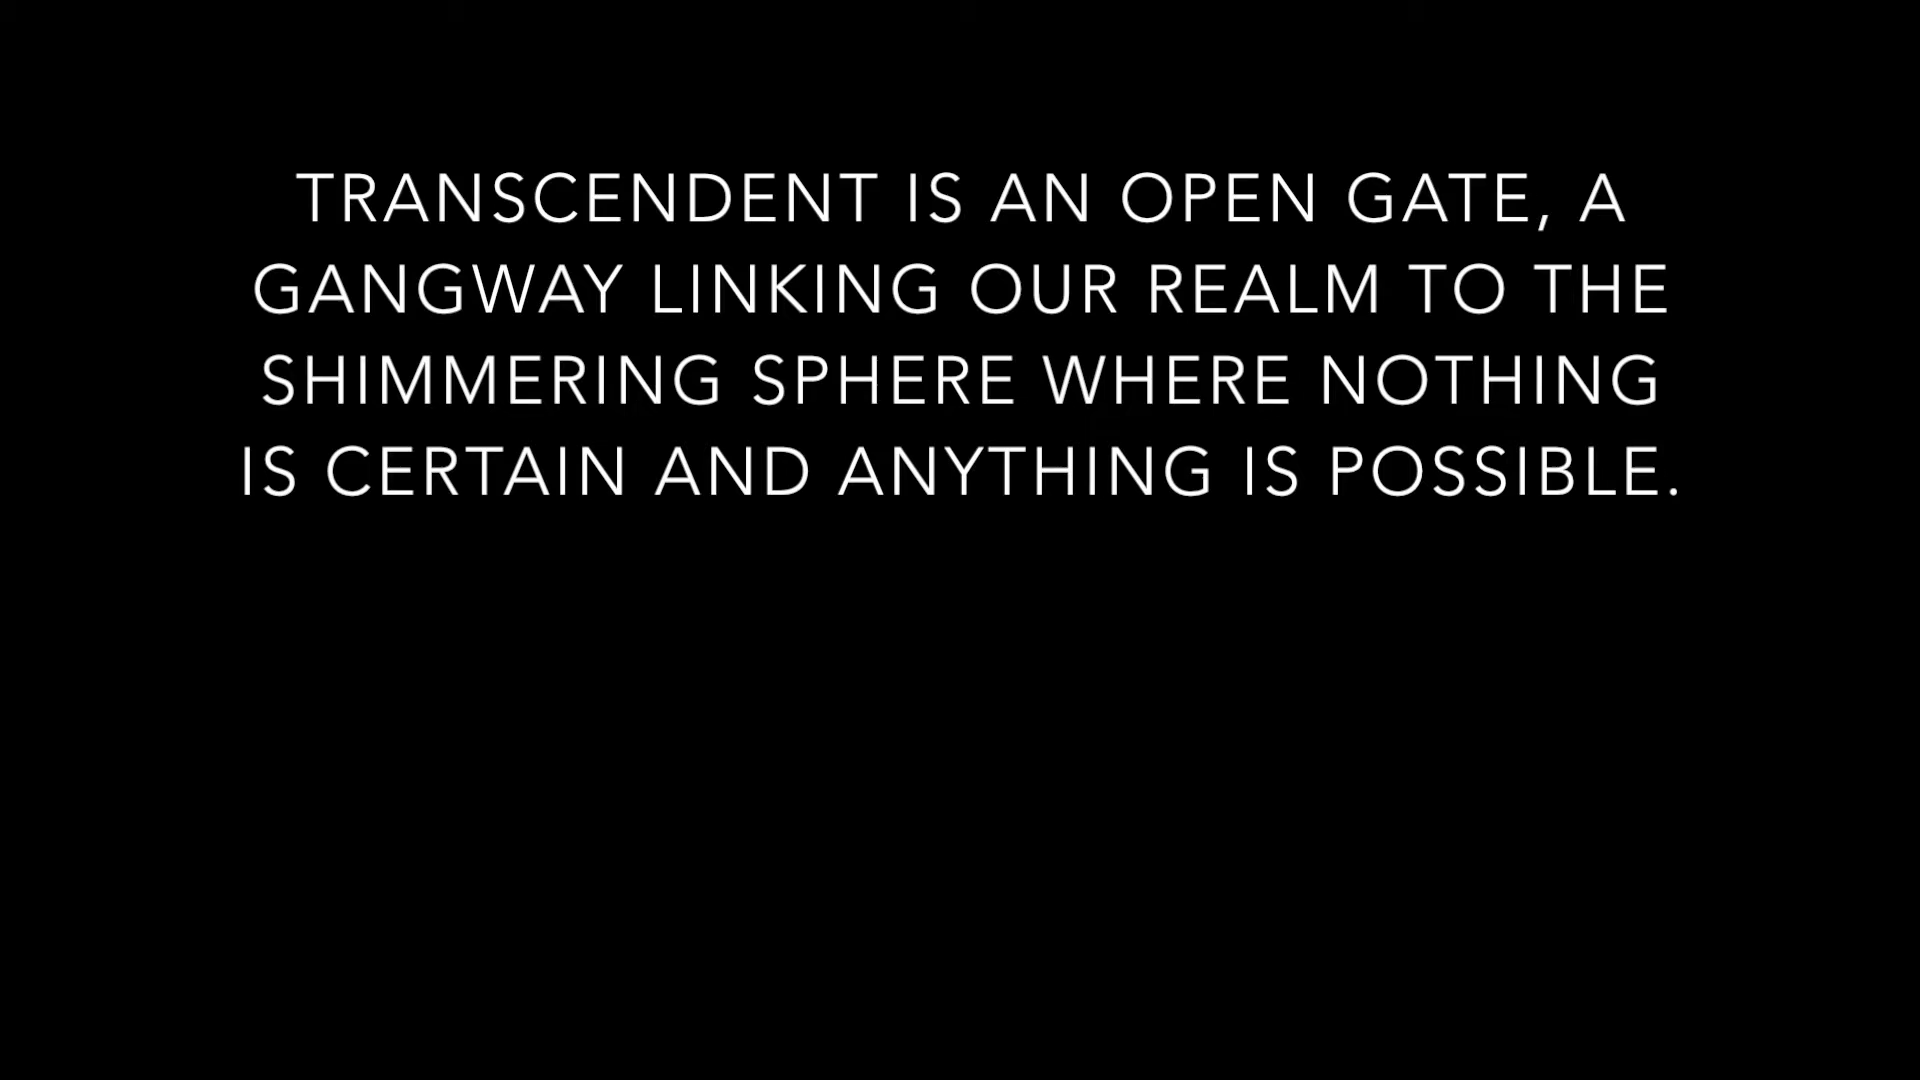 TRANSCENDENT IS AN OPEN GATE, A
GANGWAY LINKING OUR REALM TO THE
SHIMMERING SPHERE WHERE NOTHING
IS CERTAIN AND ANYTHING IS POSSIBLE.